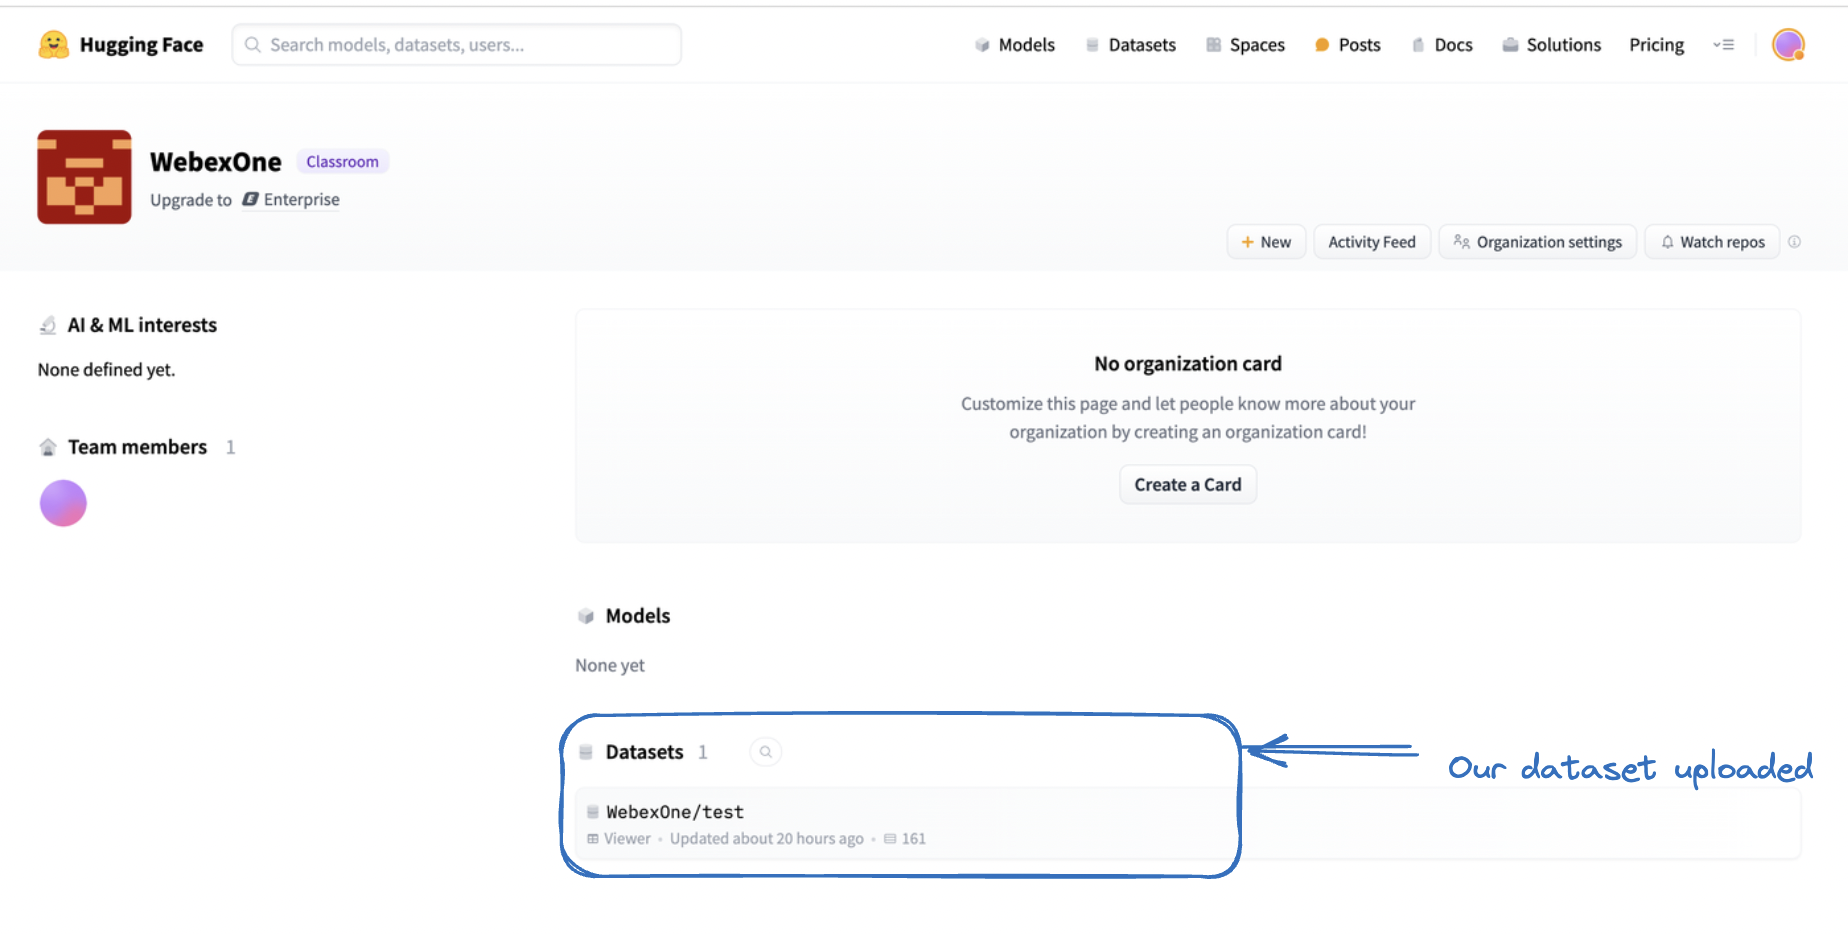 Hugging Face
Search models, datasets, users...
Models
Datasets
Spaces
Posts
Docs
Solutions
Pricing
WebexOne
Classroom
Upgrade to E Enterprise
+ New
Activity Feed
Organization settings
Watch repos
AI & ML interests
None defined yet.
Team members 1
No organization card
Customize this page and let people know more about your
organization by creating an organization card!
Create a Card
Models
None yet
Datasets 1
Our dataset uploaded
WebexOne/test
Viewer • Updated about 20 hours ago • 161